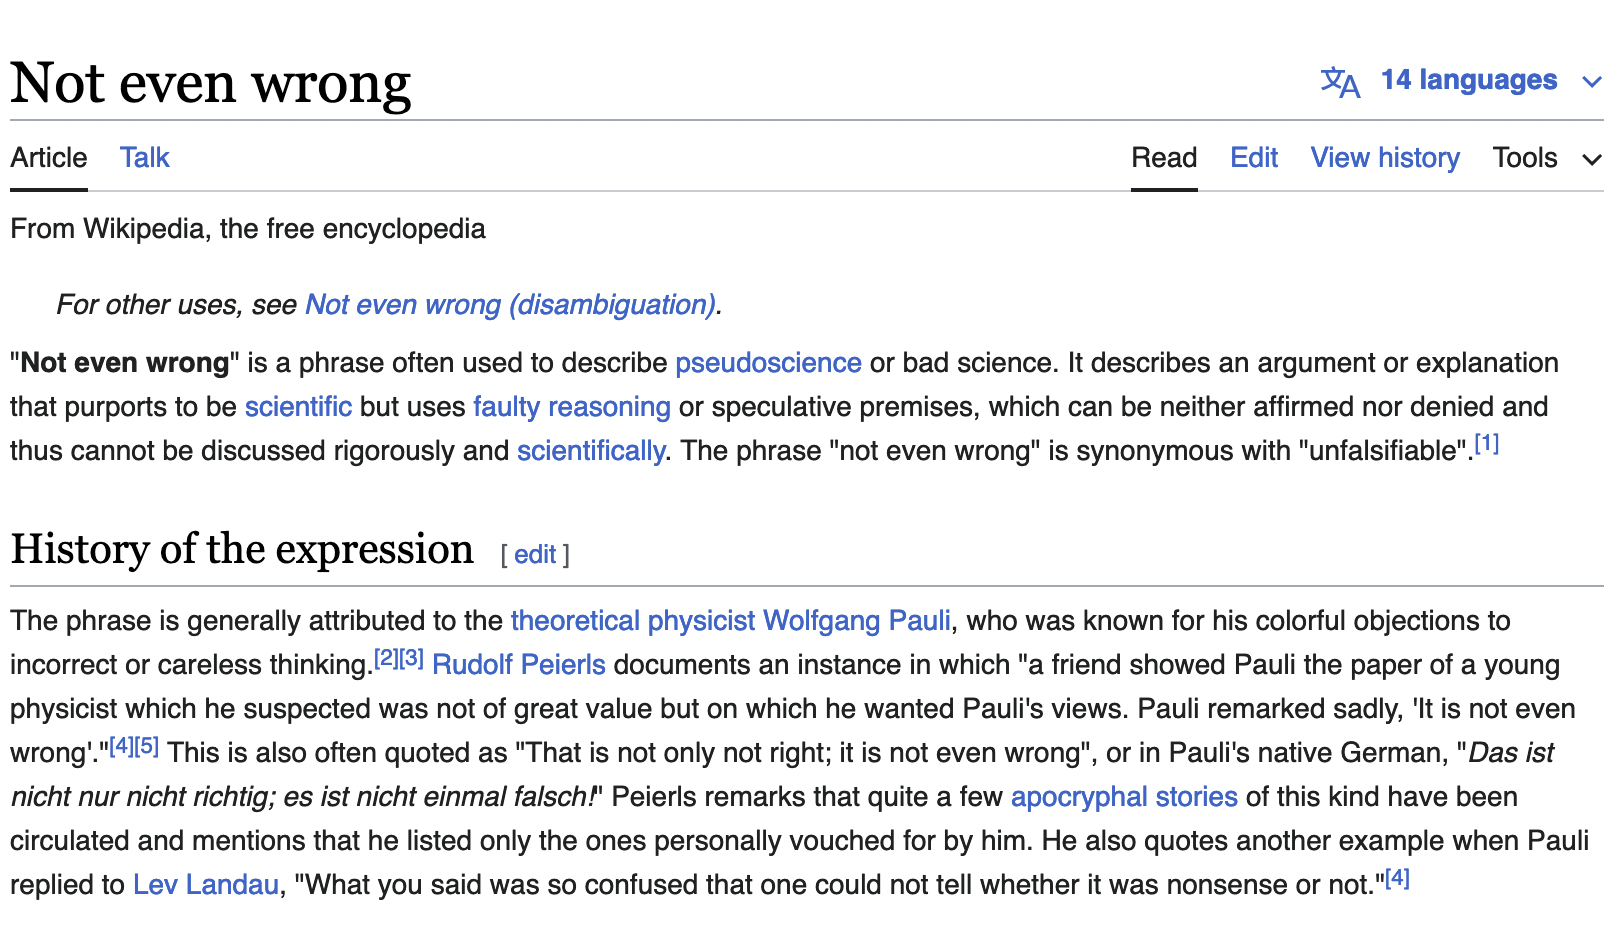 Not even wrong
文A 14 languages
Article Talk Read Edit View history Tools
From Wikipedia, the free encyclopedia
For other uses, see Not even wrong (disambiguation).
"Not even wrong" is a phrase often used to describe pseudoscience or bad science. It describes an argument or explanation
that purports to be scientific but uses faulty reasoning or speculative premises, which can be neither affirmed nor denied and
thus cannot be discussed rigorously and scientifically. The phrase "not even wrong" is synonymous with "unfalsifiable".[1]
History of the expression [ edit ]
The phrase is generally attributed to the theoretical physicist Wolfgang Pauli, who was known for his colorful objections to
incorrect or careless thinking.[2][3] Rudolf Peierls documents an instance in which "a friend showed Pauli the paper of a young
physicist which he suspected was not of great value but on which he wanted Pauli's views. Pauli remarked sadly, 'It is not even
wrong'."[4][5] This is also often quoted as "That is not only not right; it is not even wrong", or in Pauli's native German, "Das ist
nicht nur nicht richtig; es ist nicht einmal falsch!" Peierls remarks that quite a few apocryphal stories of this kind have been
circulated and mentions that he listed only the ones personally vouched for by him. He also quotes another example when Pauli
replied to Lev Landau, "What you said was so confused that one could not tell whether it was nonsense or not."[4]